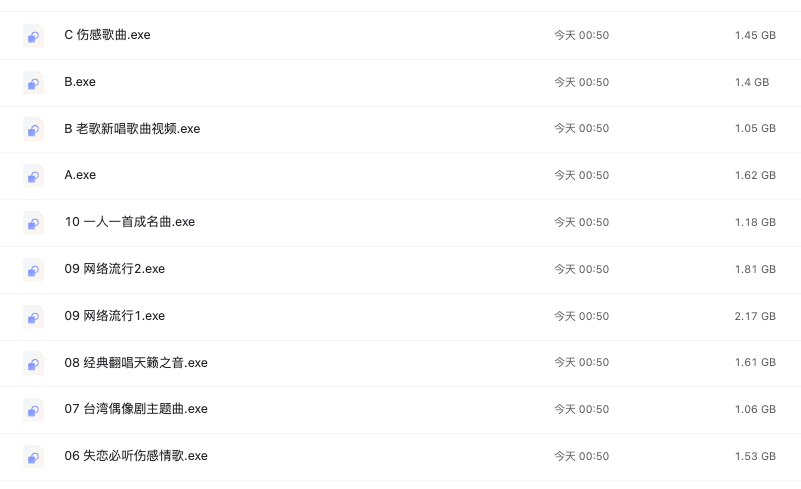 C 伤感歌曲.exe 今天 00:50 1.45 GB
B.exe 今天 00:50 1.4 GB
B 老歌新唱歌曲视频.exe 今天 00:50 1.05 GB
A.exe 今天 00:50 1.62 GB
10 一人一首成名曲.exe 今天 00:50 1.18 GB
09 网络流行2.exe 今天 00:50 1.81 GB
09 网络流行1.exe 今天 00:50 2.17 GB
08 经典翻唱天籁之音.exe 今天 00:50 1.61 GB
07 台湾偶像剧主题曲.exe 今天 00:50 1.06 GB
06 失恋必听伤感情歌.exe 今天 00:50 1.53 GB